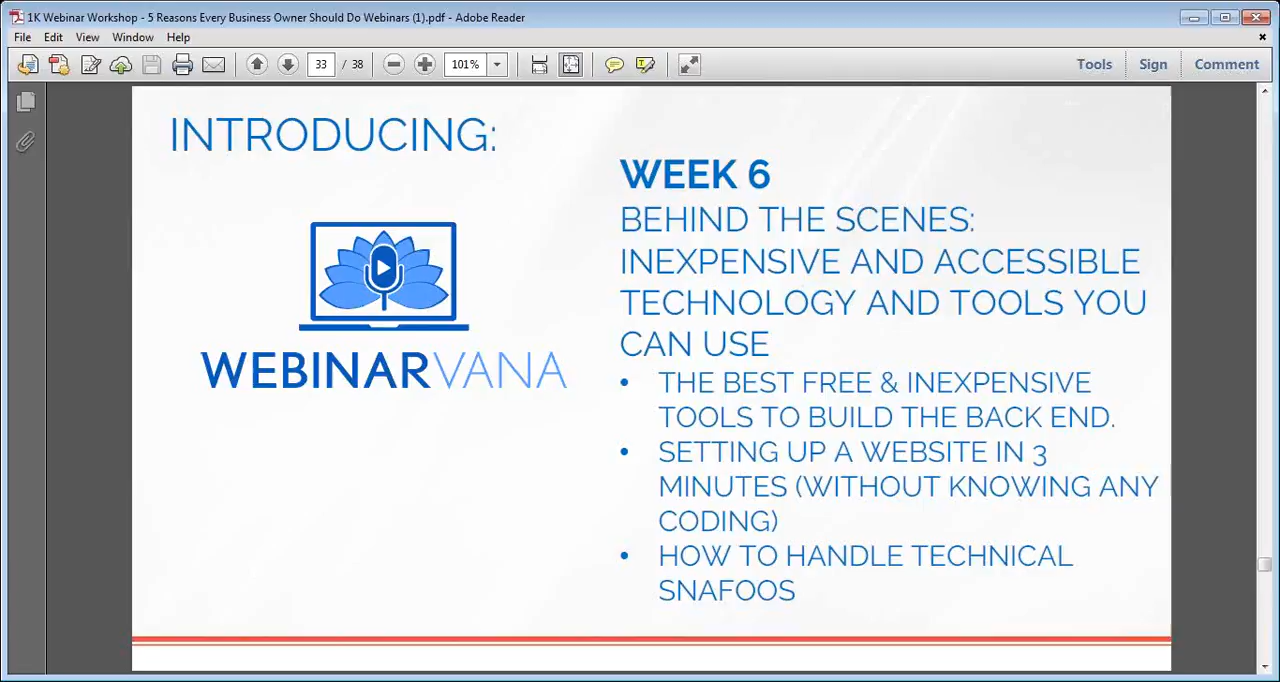 1K Webinar Workshop - 5 Reasons Every Business Owner Should Do Webinars (1).pdf - Adobe Reader
File Edit View Window Help
33 / 38 101% Tools Sign Comment
INTRODUCING:
WEBINARVANA
WEEK 6
BEHIND THE SCENES:
INEXPENSIVE AND ACCESSIBLE
TECHNOLOGY AND TOOLS YOU
CAN USE
• THE BEST FREE & INEXPENSIVE
TOOLS TO BUILD THE BACK END.
• SETTING UP A WEBSITE IN 3
MINUTES (WITHOUT KNOWING ANY
CODING)
• HOW TO HANDLE TECHNICAL
SNAFOOS